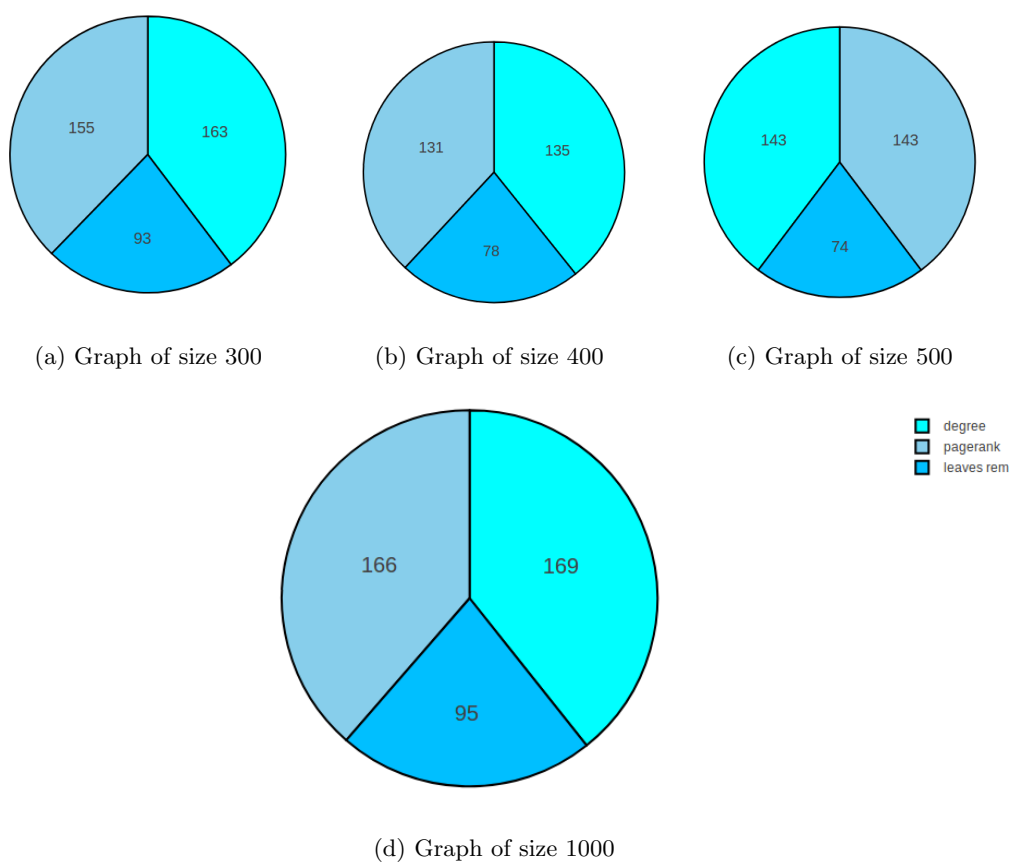 155
163
93
131
135
78
143
143
74
(a) Graph of size 300
(b) Graph of size 400
(c) Graph of size 500
degree
pagerank
leaves rem
166
169
95
(d) Graph of size 1000